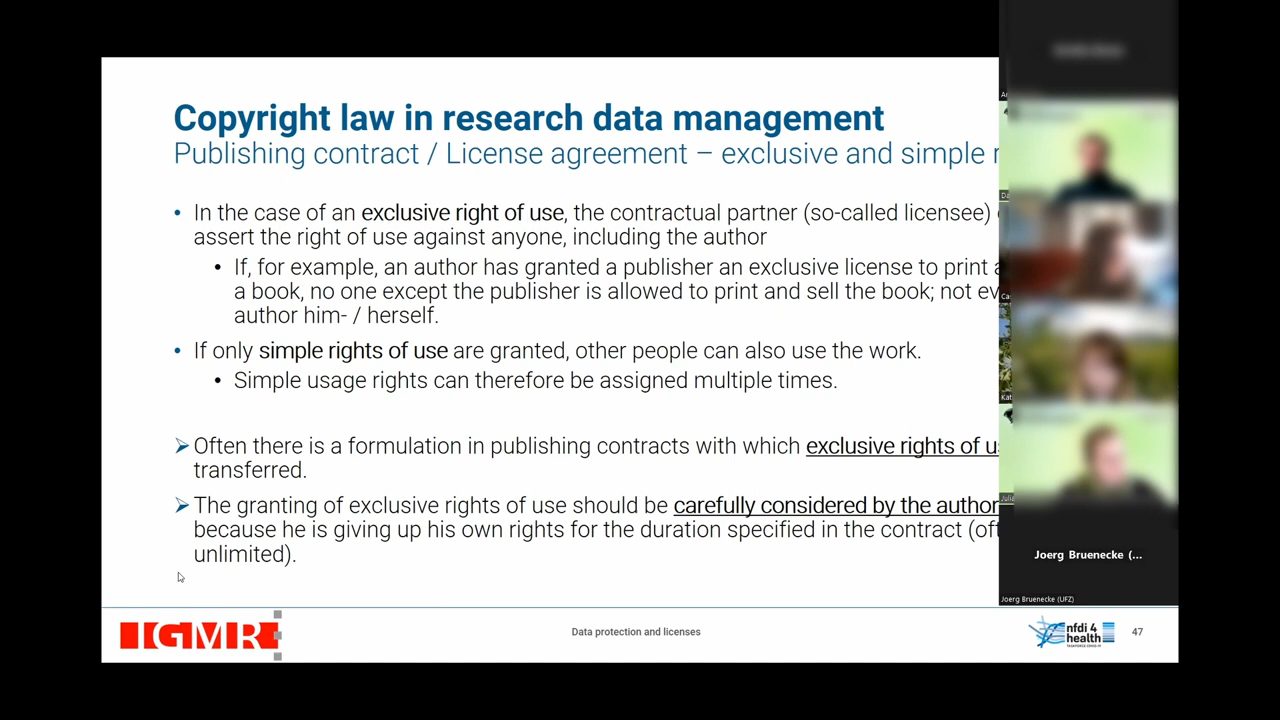 Copyright law in research data management
Publishing contract / License agreement – exclusive and simple
• In the case of an exclusive right of use, the contractual partner (so-called licensee)
assert the right of use against anyone, including the author
• If, for example, an author has granted a publisher an exclusive license to print
a book, no one except the publisher is allowed to print and sell the book; not
author him- / herself.
• If only simple rights of use are granted, other people can also use the work.
• Simple usage rights can therefore be assigned multiple times.
➢ Often there is a formulation in publishing contracts with which exclusive rights of
transferred.
➢ The granting of exclusive rights of use should be carefully considered by the author
because he is giving up his own rights for the duration specified in the contract
unlimited).
Joerg Bruenecke (...
Joerg Bruenecke (UFZ)
IGMR
Data protection and licenses
nfdi 4
health
TASKFORCE COVID-19
47